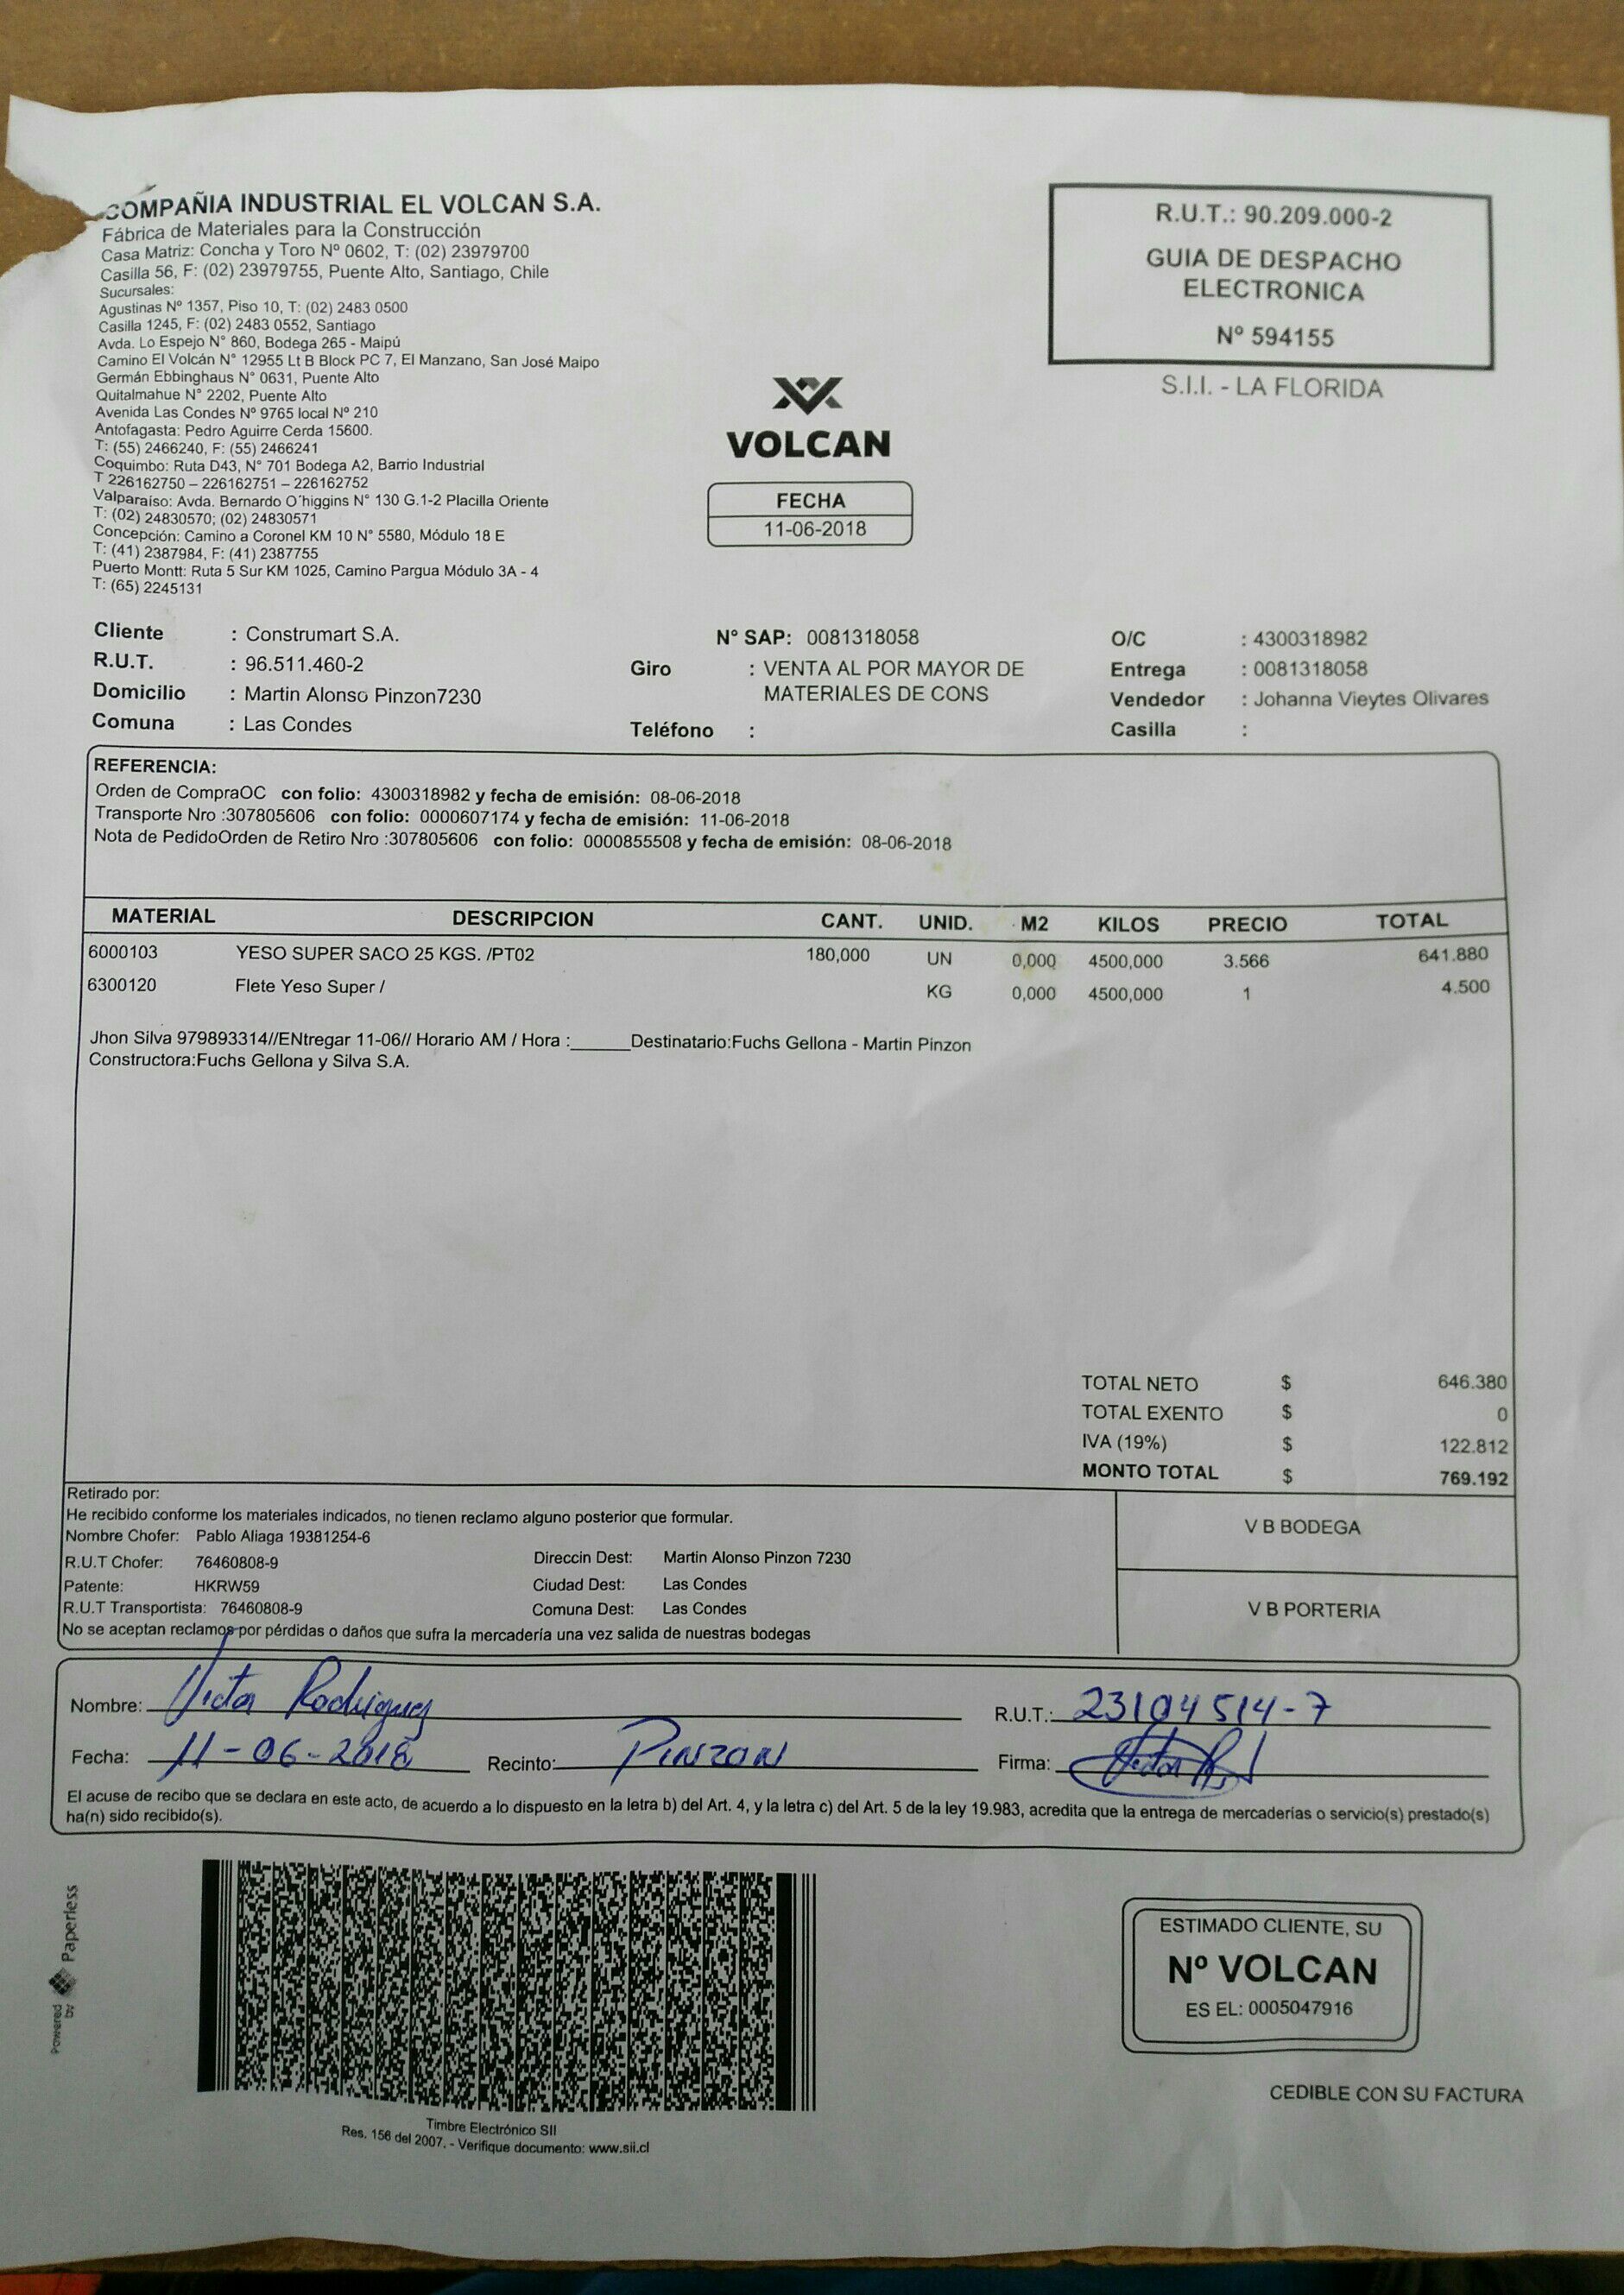 COMPAÑIA INDUSTRIAL EL VOLCAN S.A.
Fábrica de Materiales para la Construcción
Casa Matriz: Concha y Toro Nº 0602, T: (02) 23979700
Casilla 56, F: (02) 23979755, Puente Alto, Santiago, Chile
Sucursales:
Agustinas Nº 1357, Piso 10, T: (02) 2483 0500
Casilla 1245, F: (02) 2483 0552, Santiago
Avda. Lo Espejo N° 860, Bodega 265 - Maipú
Camino El Volcán N° 12955 Lt B Block PC 7, El Manzano, San José Maipo
Germán Ebbinghaus N° 0631, Puente Alto
Quitalmahue N° 2202, Puente Alto
Avenida Las Condes Nº 9765 local Nº 210
Antofagasta: Pedro Aguirre Cerda 15600.
T: (55) 2466240, F: (55) 2466241
Coquimbo: Ruta D43, N° 701 Bodega A2, Barrio Industrial
T 226162750 – 226162751 – 226162752
Valparaíso: Avda. Bernardo O´higgins N° 130 G.1-2 Placilla Oriente
T: (02) 24830570; (02) 24830571
Concepción: Camino a Coronel KM 10 N° 5580, Módulo 18 E
T: (41) 2387984, F: (41) 2387755
Puerto Montt: Ruta 5 Sur KM 1025, Camino Pargua Módulo 3A - 4
T: (65) 2245131
VOLCAN
FECHA
11-06-2018
R.U.T.: 90.209.000-2
GUIA DE DESPACHO
ELECTRONICA
Nº 594155
S.I.I. - LA FLORIDA
Cliente : Construmart S.A. N° SAP: 0081318058 O/C : 4300318982
R.U.T. : 96.511.460-2 Giro : VENTA AL POR MAYOR DE Entrega : 0081318058
Domicilio : Martin Alonso Pinzon7230 MATERIALES DE CONS Vendedor : Johanna Vieytes Olivares
Comuna : Las Condes Teléfono : Casilla :
REFERENCIA:
Orden de CompraOC con folio: 4300318982 y fecha de emisión: 08-06-2018
Transporte Nro :307805606 con folio: 0000607174 y fecha de emisión: 11-06-2018
Nota de PedidoOrden de Retiro Nro :307805606 con folio: 0000855508 y fecha de emisión: 08-06-2018
MATERIAL DESCRIPCION CANT. UNID. M2 KILOS PRECIO TOTAL
6000103 YESO SUPER SACO 25 KGS. /PT02 180,000 UN 0,000 4500,000 3.566 641.880
6300120 Flete Yeso Super / KG 0,000 4500,000 1 4.500
Jhon Silva 979893314//ENtregar 11-06// Horario AM / Hora :______Destinatario:Fuchs Gellona - Martin Pinzon
Constructora:Fuchs Gellona y Silva S.A.
TOTAL NETO $ 646.380
TOTAL EXENTO $ 0
IVA (19%) $ 122.812
MONTO TOTAL $ 769.192
Retirado por:
He recibido conforme los materiales indicados, no tienen reclamo alguno posterior que formular.
Nombre Chofer: Pablo Aliaga 19381254-6
R.U.T Chofer: 76460808-9 Direccin Dest: Martin Alonso Pinzon 7230
Patente: HKRW59 Ciudad Dest: Las Condes
R.U.T Transportista: 76460808-9 Comuna Dest: Las Condes
No se aceptan reclamos por pérdidas o daños que sufra la mercadería una vez salida de nuestras bodegas
V B BODEGA
V B PORTERIA
Nombre: Victor Rodriguez R.U.T.: 23104514-7
Fecha: 11-06-2018 Recinto: PINZON Firma:
El acuse de recibo que se declara en este acto, de acuerdo a lo dispuesto en la letra b) del Art. 4, y la letra c) del Art. 5 de la ley 19.983, acredita que la entrega de mercaderías o servicio(s) prestado(s)
ha(n) sido recibido(s).
Powered by Paperless
Timbre Electrónico SII
Res. 156 del 2007. - Verifique documento: www.sii.cl
ESTIMADO CLIENTE, SU
Nº VOLCAN
ES EL: 0005047916
CEDIBLE CON SU FACTURA